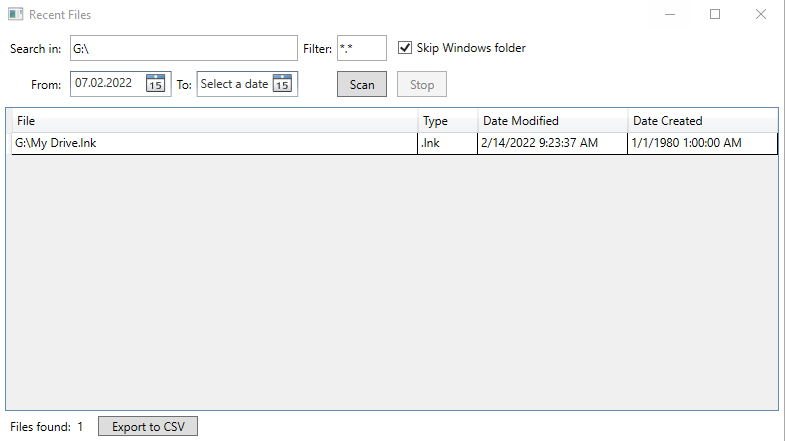 Recent Files
Search in: G:\ Filter: *.* Skip Windows folder
From: 07.02.2022 15 To: Select a date 15 Scan Stop
File Type Date Modified Date Created
G:\My Drive.lnk .lnk 2/14/2022 9:23:37 AM 1/1/1980 1:00:00 AM
Files found: 1 Export to CSV